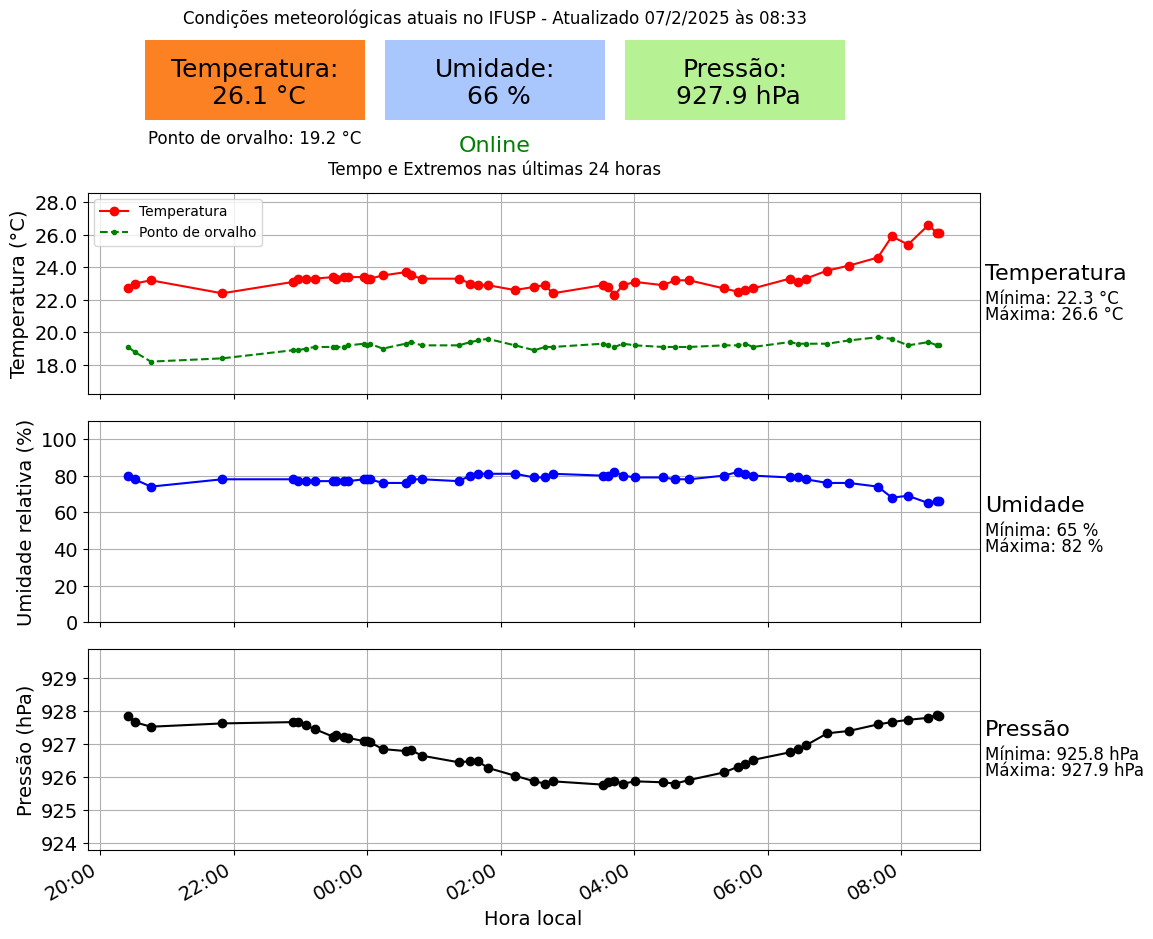 Condições meteorológicas atuais no IFUSP - Atualizado 07/2/2025 às 08:33
Temperatura:
26.1 °C
Umidade:
66 %
Pressão:
927.9 hPa
Ponto de orvalho: 19.2 °C
Online
Tempo e Extremos nas últimas 24 horas
Temperatura (°C)
28.0
26.0
24.0
22.0
20.0
18.0
Temperatura
Ponto de orvalho
Temperatura
Mínima: 22.3 °C
Máxima: 26.6 °C
Umidade relativa (%)
100
80
60
40
20
0
Umidade
Mínima: 65 %
Máxima: 82 %
Pressão (hPa)
929
928
927
926
925
924
Pressão
Mínima: 925.8 hPa
Máxima: 927.9 hPa
20:00
22:00
00:00
02:00
04:00
06:00
08:00
Hora local